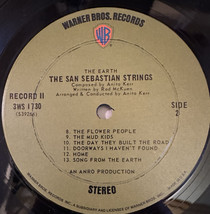 WARNER BROS. RECORDS
WB
THE EARTH
THE SAN SEBASTIAN STRINGS
Composed by Anita Kerr
Written by Rod McKuen
Arranged & Conducted by Anita Kerr
RECORD II
3WS 1730
(S39266)
SIDE
2
8. THE FLOWER PEOPLE
9. THE MUD KIDS
10. THE DAY THEY BUILT THE ROAD
11. DOORWAYS I HAVEN'T FOUND
12. HOME
13. SONG FROM THE EARTH
AN ANRO PRODUCTION
STEREO